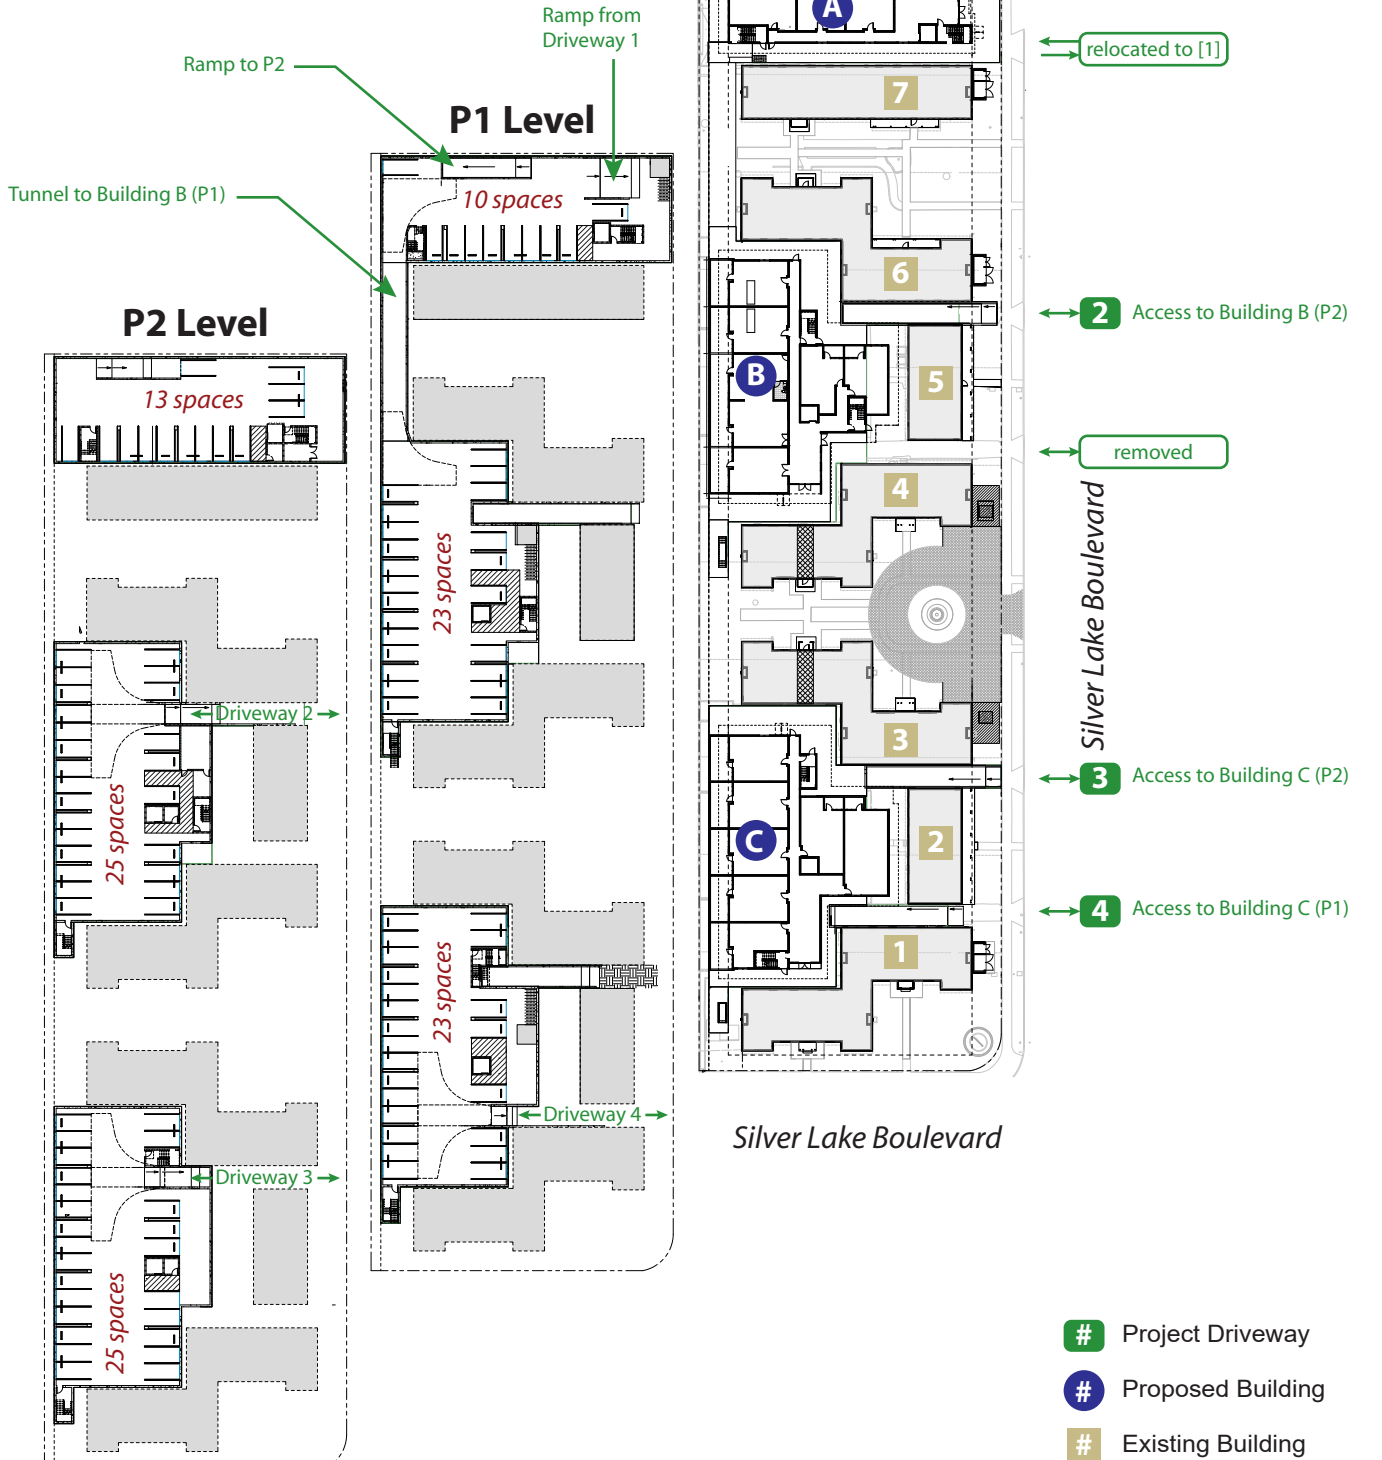 Ramp from
Driveway 1
A
relocated to [1]
Ramp to P2
7
P1 Level
Tunnel to Building B (P1)
10 spaces
6
2 Access to Building B (P2)
P2 Level
B
5
13 spaces
removed
4
23 spaces
Silver Lake Boulevard
Driveway 2
3
3 Access to Building C (P2)
25 spaces
C
2
4 Access to Building C (P1)
1
23 spaces
Driveway 4
Silver Lake Boulevard
Driveway 3
25 spaces
# Project Driveway
# Proposed Building
# Existing Building